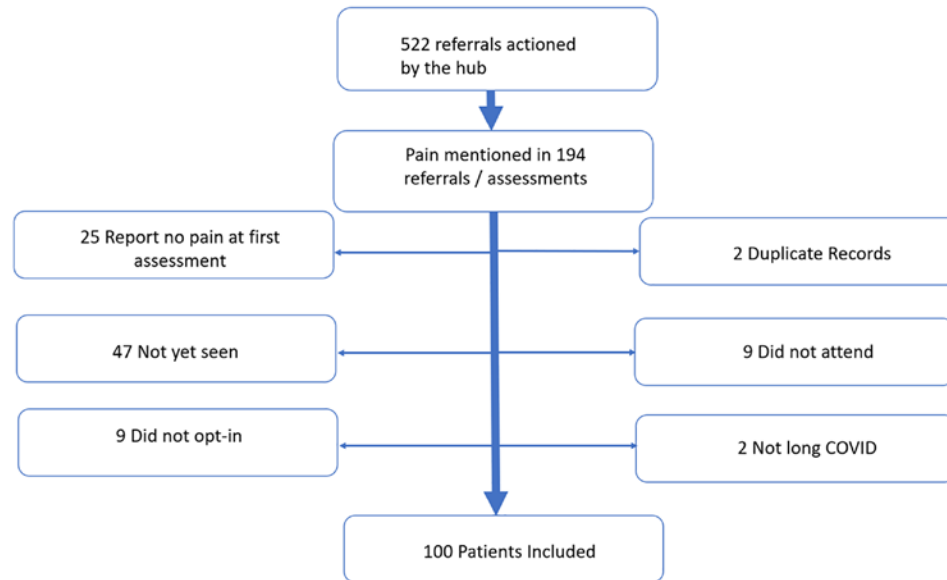 522 referrals actioned
by the hub
Pain mentioned in 194
referrals / assessments
25 Report no pain at first
assessment
2 Duplicate Records
47 Not yet seen
9 Did not attend
9 Did not opt-in
2 Not long COVID
100 Patients Included